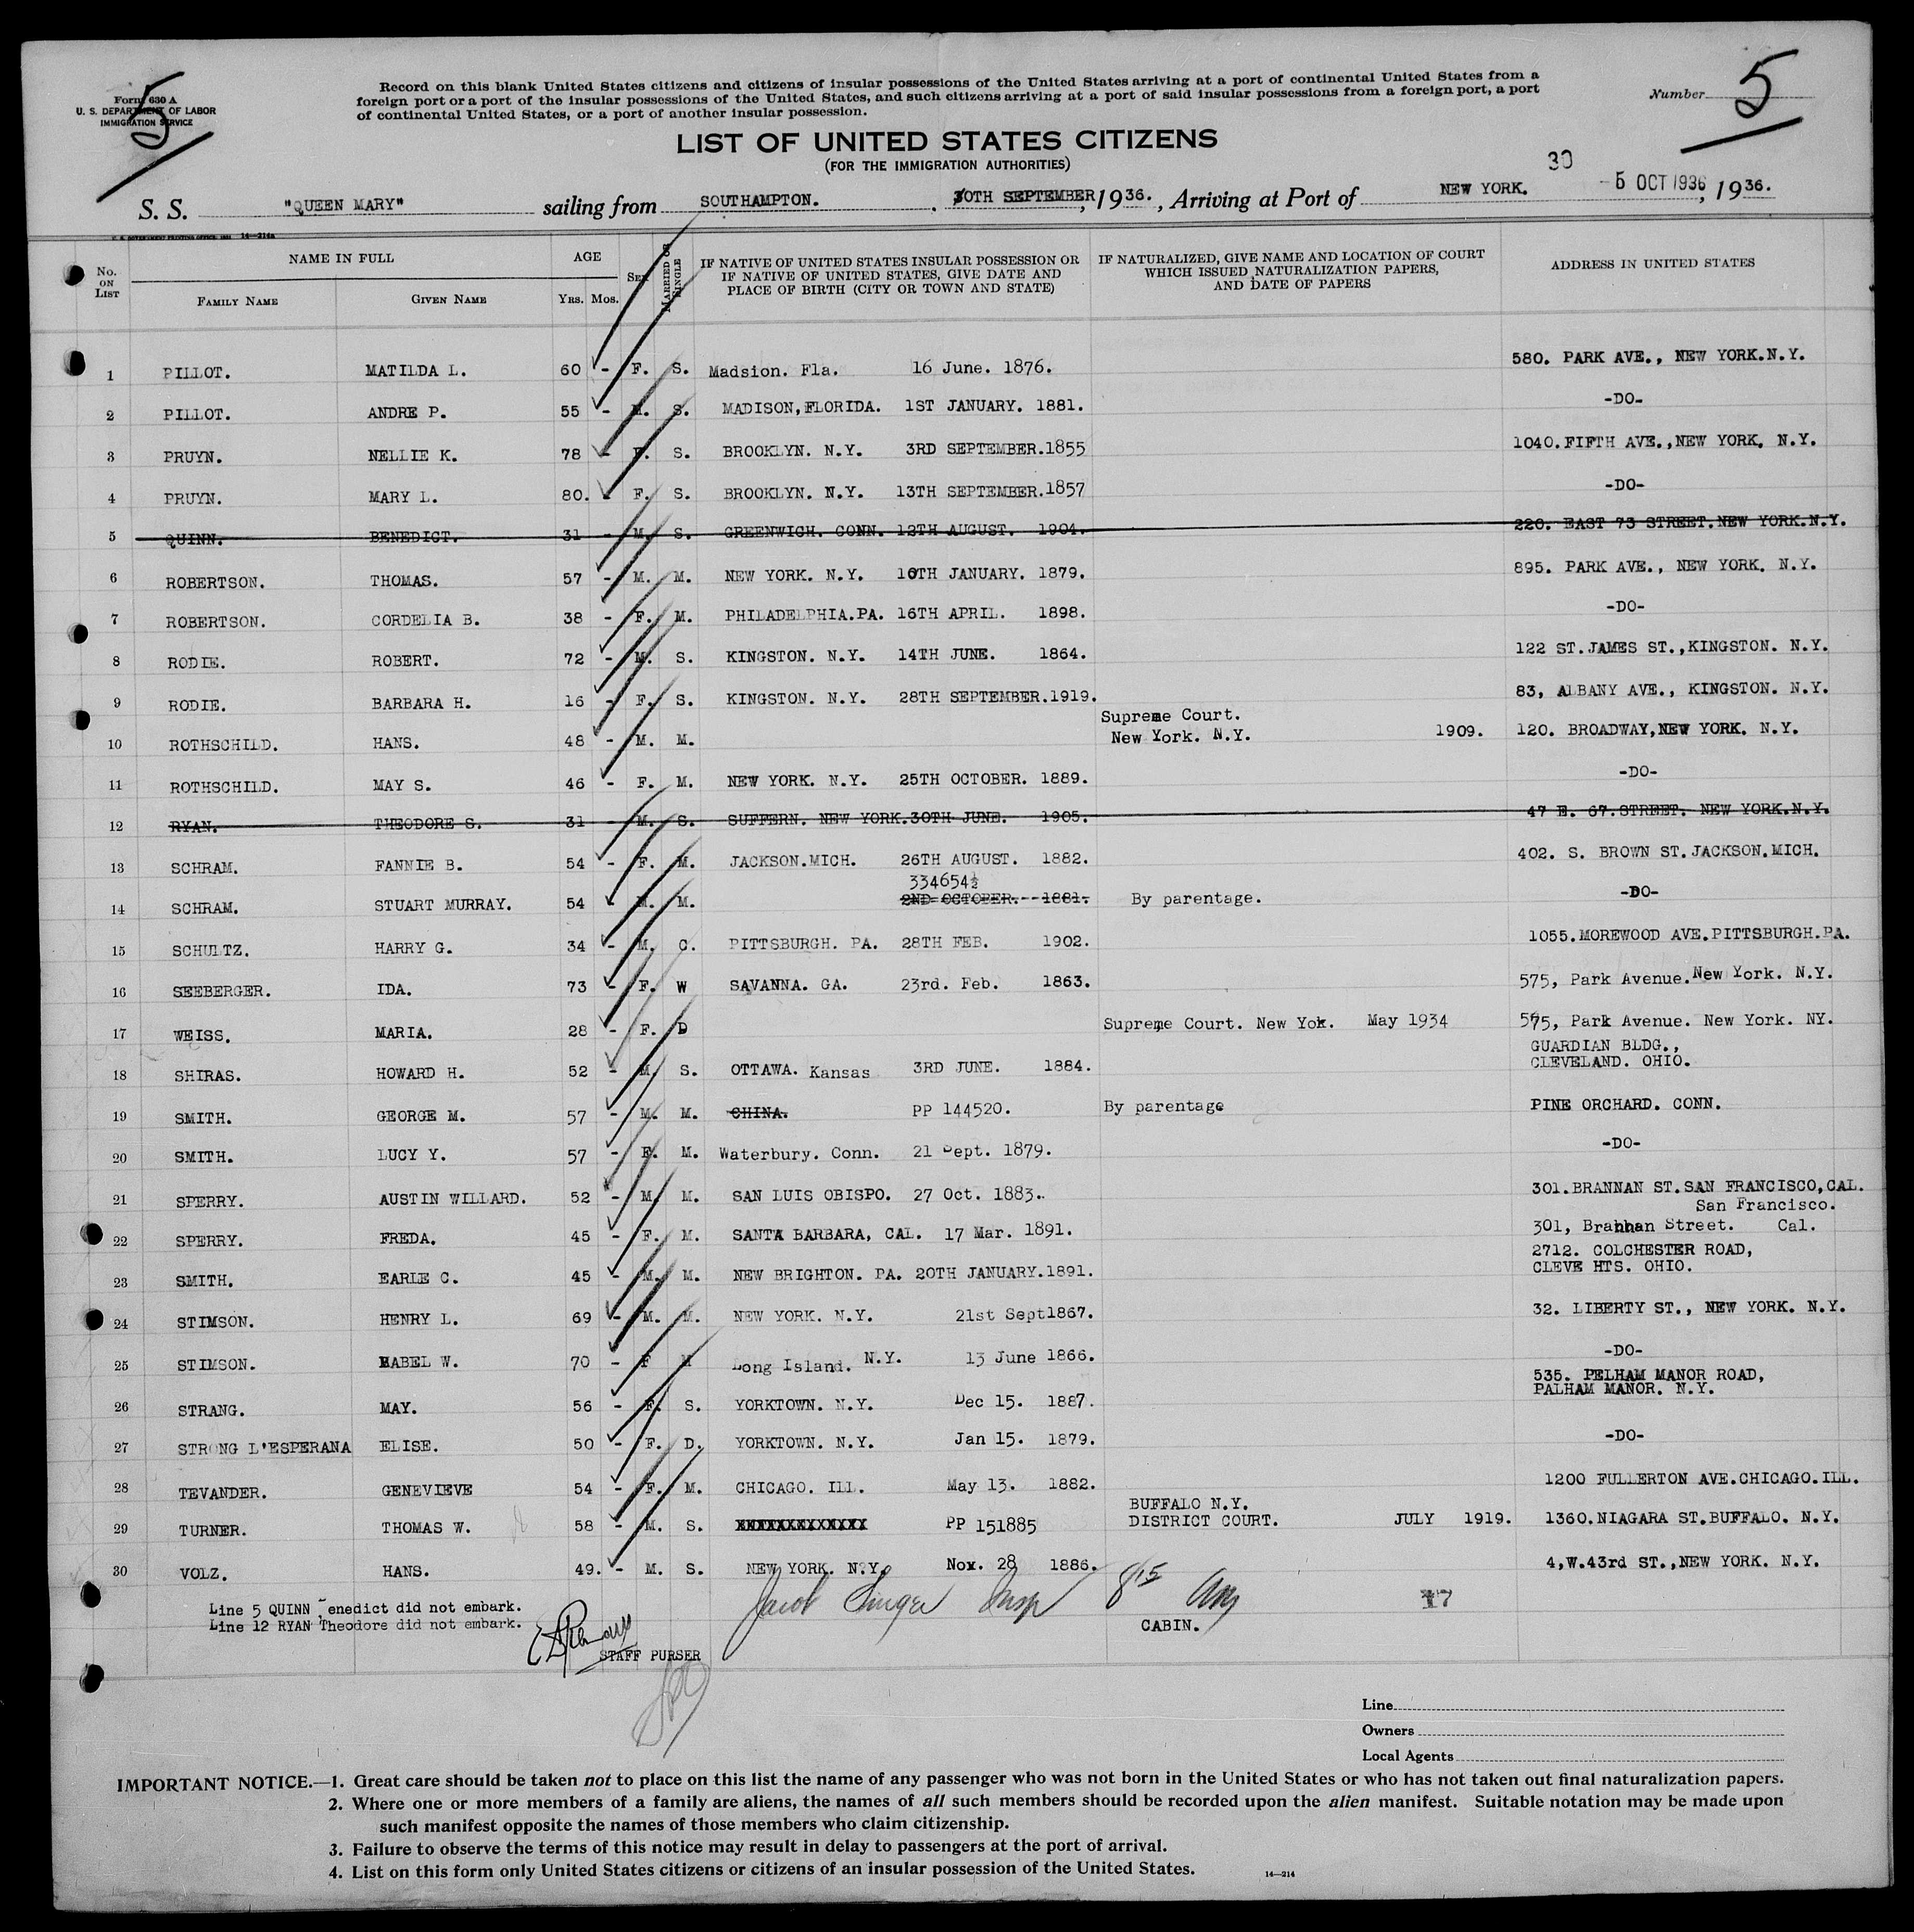 5
Form 630 A
U. S. DEPARTMENT OF LABOR
IMMIGRATION SERVICE
Record on this blank United States citizens and citizens of insular possessions of the United States arriving at a port of continental United States from a
foreign port or a port of the insular possessions of the United States, and such citizens arriving at a port of said insular possessions from a foreign port, a port
of continental United States, or a port of another insular possession.
Number 5
LIST OF UNITED STATES CITIZENS
(FOR THE IMMIGRATION AUTHORITIES)
30
S. S. "QUEEN MARY" sailing from SOUTHAMPTON. 30TH SEPTEMBER, 1936., Arriving at Port of NEW YORK. 5 OCT 1936, 1936.
14—214a
No. ON LIST
NAME IN FULL
FAMILY NAME
GIVEN NAME
AGE
YRS. MOS.
SEX
MARRIED OR SINGLE
IF NATIVE OF UNITED STATES INSULAR POSSESSION OR
IF NATIVE OF UNITED STATES, GIVE DATE AND
PLACE OF BIRTH (CITY OR TOWN AND STATE)
IF NATURALIZED, GIVE NAME AND LOCATION OF COURT
WHICH ISSUED NATURALIZATION PAPERS,
AND DATE OF PAPERS
ADDRESS IN UNITED STATES
1 PILLOT. MATILDA L. 60 - F. S. Madsion. Fla. 16 June. 1876. 580. PARK AVE., NEW YORK.N.Y.
2 PILLOT. ANDRE P. 55 - M. S. MADISON,FLORIDA. 1ST JANUARY. 1881. -DO-
3 PRUYN. NELLIE K. 78 - F. S. BROOKLYN. N.Y. 3RD SEPTEMBER.1855 1040.FIFTH AVE.,NEW YORK. N.Y.
4 PRUYN. MARY L. 80. - F. S. BROOKLYN. N.Y. 13TH SEPTEMBER.1857 -DO-
5 QUINN. BENEDICT. 31 - M. S. GREENWICH. CONN. 12TH AUGUST. 1904. 220. EAST 73 STREET.NEW YORK.N.Y.
6 ROBERTSON. THOMAS. 57 - M. M. NEW YORK. N.Y. 10TH JANUARY. 1879. 895. PARK AVE., NEW YORK. N.Y.
7 ROBERTSON. CORDELIA B. 38 - F. M. PHILADELPHIA.PA. 16TH APRIL. 1898. -DO-
8 RODIE. ROBERT. 72 - M. S. KINGSTON. N.Y. 14TH JUNE. 1864. 122 ST.JAMES ST.,KINGSTON. N.Y.
9 RODIE. BARBARA H. 16 - F. S. KINGSTON. N.Y. 28TH SEPTEMBER.1919. 83, ALBANY AVE., KINGSTON. N.Y.
Supreme Court.
10 ROTHSCHILD. HANS. 48 - M. M. New York. N.Y. 1909. 120. BROADWAY,NEW YORK. N.Y.
11 ROTHSCHILD. MAY S. 46 - F. M. NEW YORK. N.Y. 25TH OCTOBER. 1889. -DO-
12 RYAN. THEODORE S. 31 - M. S. SUFFERN. NEW YORK.30TH JUNE. 1905. 47 E. 67.STREET. NEW YORK.N.Y.
13 SCHRAM. FANNIE B. 54 - F. M. JACKSON.MICH. 26TH AUGUST. 1882. 402. S. BROWN ST.JACKSON.MICH.
334654½
14 SCHRAM. STUART MURRAY. 54 - M. M. 2ND OCTOBER. 1881. By parentage. -DO-
15 SCHULTZ. HARRY G. 34 - M. C. PITTSBURGH. PA. 28TH FEB. 1902. 1055.MOREWOOD AVE.PITTSBURGH.PA.
16 SEEBERGER. IDA. 73 - F. W SAVANNA. GA. 23rd. Feb. 1863. 575, Park Avenue.New York. N.Y.
17 WEISS. MARIA. 28 - F. D Supreme Court. New Yok. May 1934 575, Park Avenue. New York. NY.
GUARDIAN BLDG.,
18 SHIRAS. HOWARD H. 52 - M. S. OTTAWA. Kansas 3RD JUNE. 1884. CLEVELAND. OHIO.
19 SMITH. GEORGE M. 57 - M. M. CHINA. PP 144520. By parentage PINE ORCHARD. CONN.
20 SMITH. LUCY Y. 57 - F. M. Waterbury. Conn. 21 Sept. 1879. -DO-
21 SPERRY. AUSTIN WILLARD. 52 - M. M. SAN LUIS OBISPO. 27 Oct. 1883. 301.BRANNAN ST.SAN FRANCISCO,CAL.
San Francisco.
22 SPERRY. FREDA. 45 - F. M. SANTA BARBARA, CAL. 17 Mar. 1891. 301, Brannan Street. Cal.
2712. COLCHESTER ROAD,
23 SMITH. EARLE C. 45 - M. M. NEW BRIGHTON. PA. 20TH JANUARY.1891. CLEVE HTS. OHIO.
24 STIMSON. HENRY L. 69 - M. M. NEW YORK. N.Y. 21st Sept1867. 32. LIBERTY ST., NEW YORK. N.Y.
25 STIMSON. MABEL W. 70 - F M Long Island. N.Y. 13 June 1866. -DO-
535. PELHAM MANOR ROAD,
26 STRANG. MAY. 56 - F. S. YORKTOWN. N.Y. Dec 15. 1887. PALHAM MANOR. N.Y.
27 STRONG L'ESPERANA ELISE. 50 - F. D. YORKTOWN. N.Y. Jan 15. 1879. -DO-
28 TEVANDER. GENEVIEVE 54 - F. M. CHICAGO. ILL. May 13. 1882. 1200 FULLERTON AVE.CHICAGO.ILL.
BUFFALO N.Y.
29 TURNER. THOMAS W. 58 - M. S. XXXXXXXXXXXXX PP 151885 DISTRICT COURT. JULY 1919. 1360.NIAGARA ST.BUFFALO. N.Y.
30 VOLZ. HANS. 49. - M. S. NEW YORK. N.Y. Nov. 28 1886. 4,W.43rd ST.,NEW YORK. N.Y.
Jacob Singer Insp 8 15 17
Line 5 QUINN Benedict did not embark.
Line 12 RYAN Theodore did not embark.
CABIN.
STAFF PURSER
Line
Owners
Local Agents
IMPORTANT NOTICE.—1. Great care should be taken not to place on this list the name of any passenger who was not born in the United States or who has not taken out final naturalization papers.
2. Where one or more members of a family are aliens, the names of all such members should be recorded upon the alien manifest. Suitable notation may be made upon
such manifest opposite the names of those members who claim citizenship.
3. Failure to observe the terms of this notice may result in delay to passengers at the port of arrival.
4. List on this form only United States citizens or citizens of an insular possession of the United States.
14—214